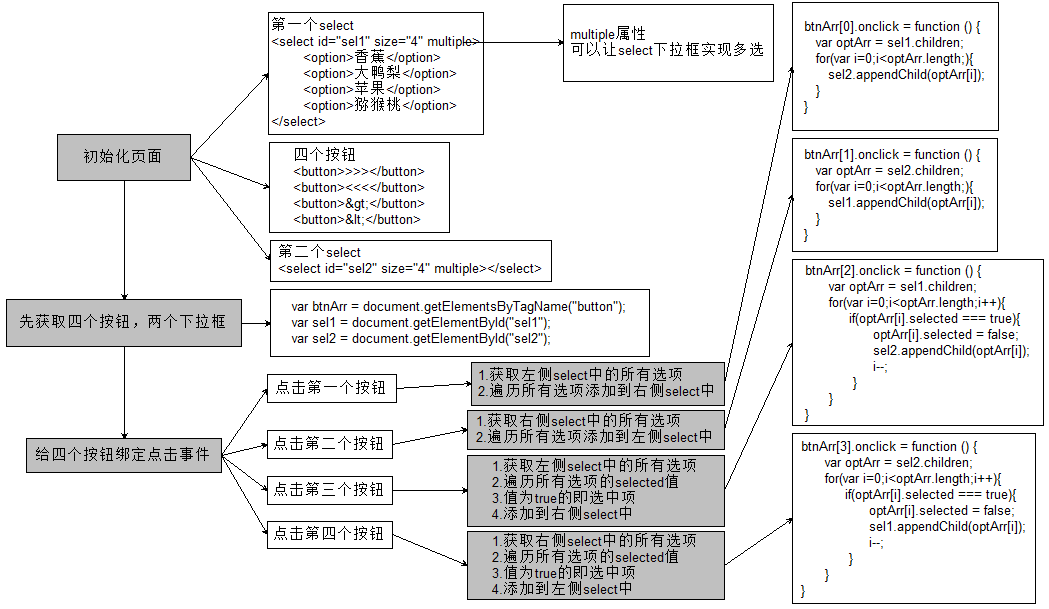 初始化页面
第一个select
<select id="sel1" size="4" multiple>
<option>香蕉</option>
<option>大鸭梨</option>
<option>苹果</option>
<option>猕猴桃</option>
</select>
multiple属性
可以让select下拉框实现多选
四个按钮
<button>>>></button>
<button><<<</button>
<button>&gt;</button>
<button>&lt;</button>
第二个select
<select id="sel2" size="4" multiple></select>
先获取四个按钮，两个下拉框
var btnArr = document.getElementsByTagName("button");
var sel1 = document.getElementById("sel1");
var sel2 = document.getElementById("sel2");
给四个按钮绑定点击事件
点击第一个按钮
1.获取左侧select中的所有选项
2.遍历所有选项添加到右侧select中
btnArr[0].onclick = function () {
var optArr = sel1.children;
for(var i=0;i<optArr.length;){
sel2.appendChild(optArr[i]);
}
}
点击第二个按钮
1.获取右侧select中的所有选项
2.遍历所有选项添加到左侧select中
btnArr[1].onclick = function () {
var optArr = sel2.children;
for(var i=0;i<optArr.length;){
sel1.appendChild(optArr[i]);
}
}
点击第三个按钮
1.获取左侧select中的所有选项
2.遍历所有选项的selected值
3.值为true的即选中项
4.添加到右侧select中
btnArr[2].onclick = function () {
var optArr = sel1.children;
for(var i=0;i<optArr.length;i++){
if(optArr[i].selected === true){
optArr[i].selected = false;
sel2.appendChild(optArr[i]);
i--;
}
}
}
点击第四个按钮
1.获取右侧select中的所有选项
2.遍历所有选项的selected值
3.值为true的即选中项
4.添加到左侧select中
btnArr[3].onclick = function () {
var optArr = sel2.children;
for(var i=0;i<optArr.length;i++){
if(optArr[i].selected === true){
optArr[i].selected = false;
sel1.appendChild(optArr[i]);
i--;
}
}
}